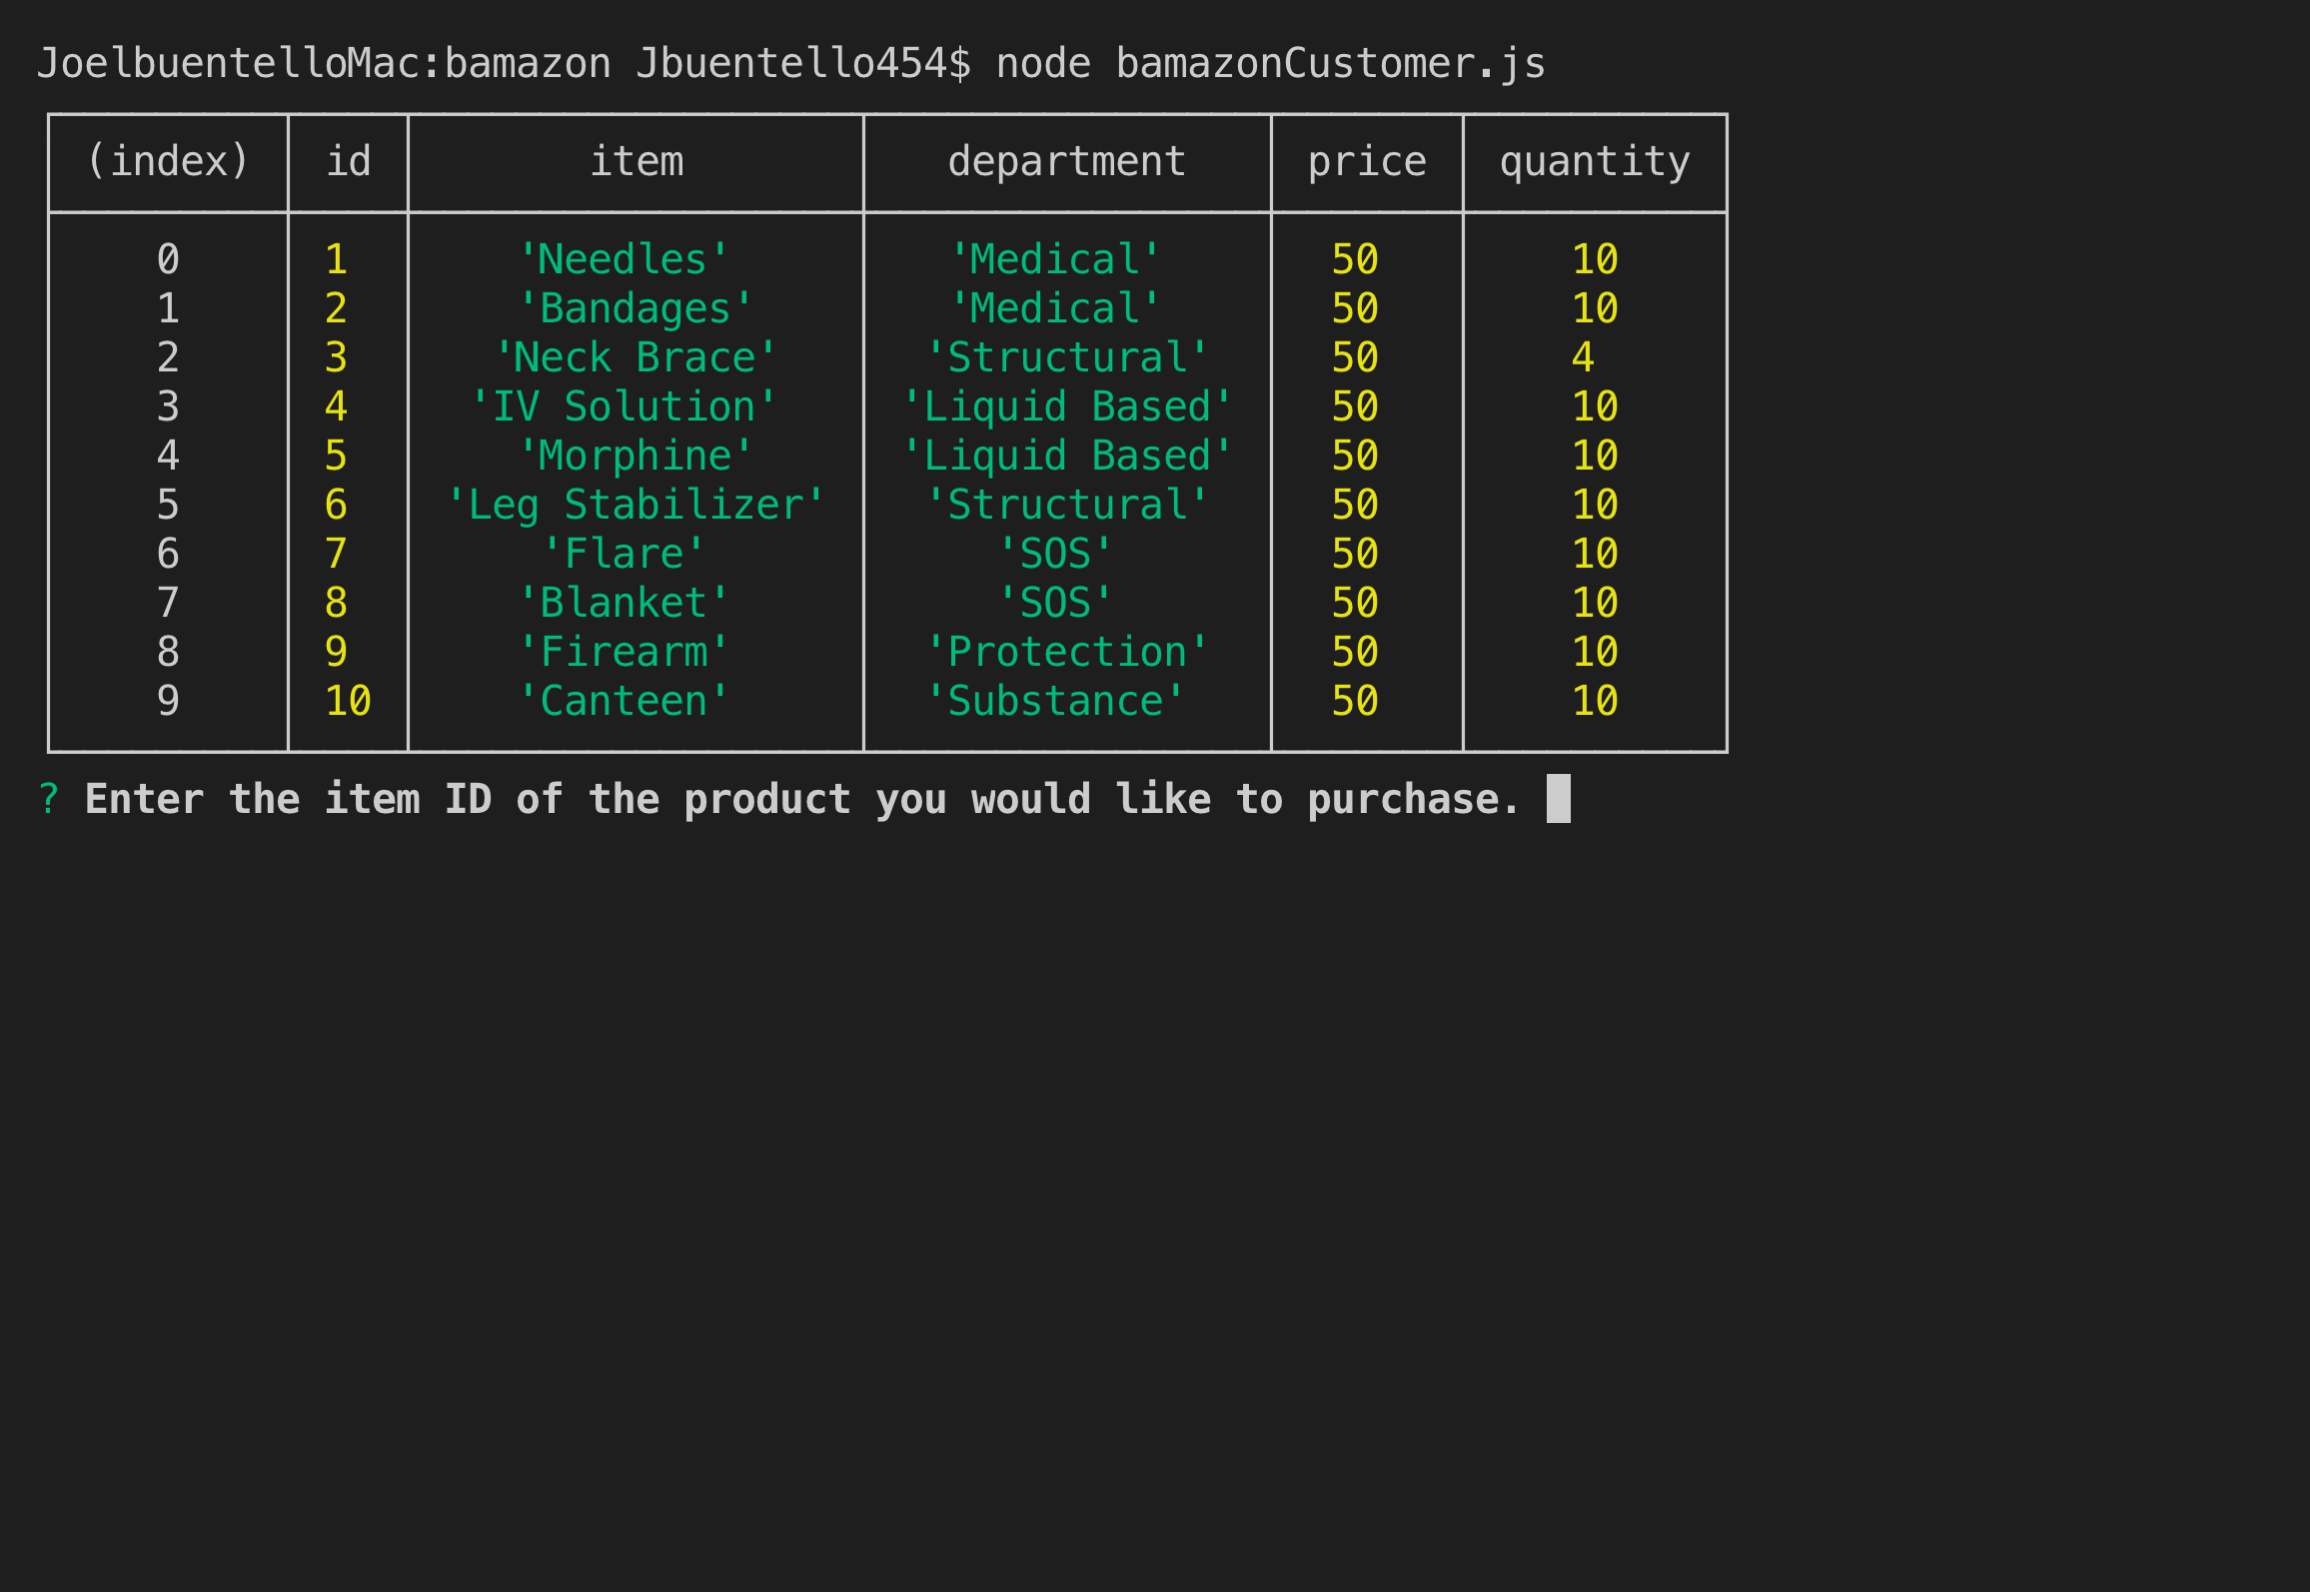 JoelbuentelloMac:bamazon Jbuentello454$ node bamazonCustomer.js
(index) id item department price quantity
0 1 'Needles' 'Medical' 50 10
1 2 'Bandages' 'Medical' 50 10
2 3 'Neck Brace' 'Structural' 50 4
3 4 'IV Solution' 'Liquid Based' 50 10
4 5 'Morphine' 'Liquid Based' 50 10
5 6 'Leg Stabilizer' 'Structural' 50 10
6 7 'Flare' 'SOS' 50 10
7 8 'Blanket' 'SOS' 50 10
8 9 'Firearm' 'Protection' 50 10
9 10 'Canteen' 'Substance' 50 10
? Enter the item ID of the product you would like to purchase.